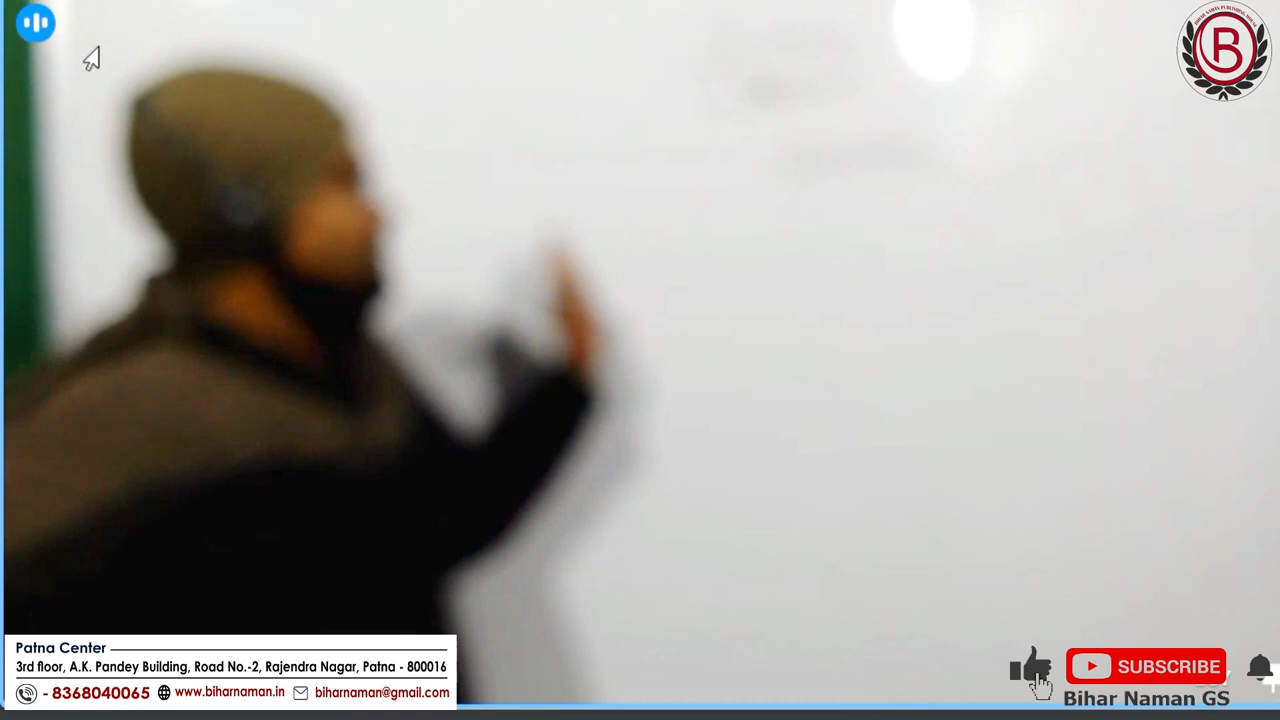 B
Patna Center
3rd floor, A.K. Pandey Building, Road No.-2, Rajendra Nagar, Patna - 800016
- 8368040065 www.biharnaman.in biharnaman@gmail.com
SUBSCRIBE
Bihar Naman GS